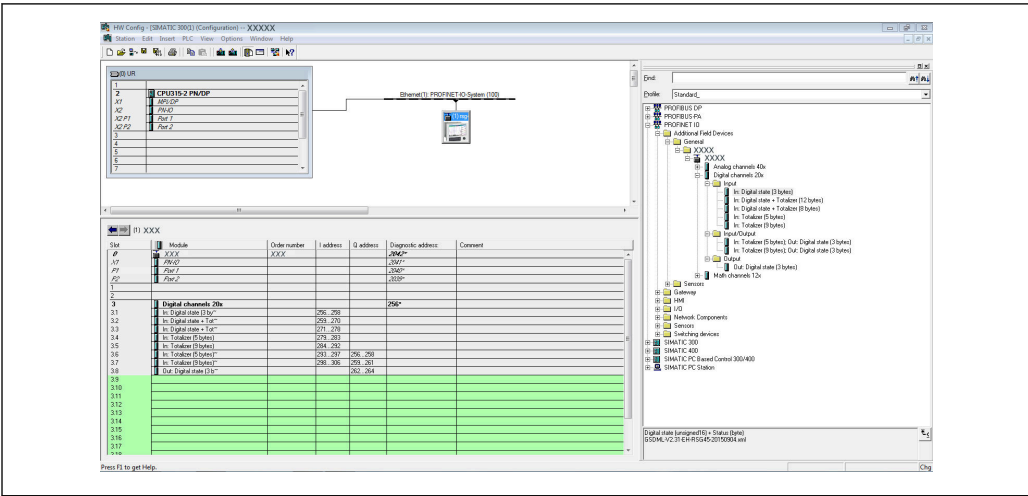 HW Config - [SIMATIC 300(1) (Configuration) -- XXXXX
Station Edit Insert PLC View Options Window Help
(0) UR
1
2 CPU315-2 PN/DP
X1 MPI/DP
X2 PN-IO
X2 P1 Port 1
X2 P2 Port 2
3
4
5
6
7
Ethernet(1): PROFINET-IO-System (100)
Find:
Profile: Standard_
PROFIBUS DP
PROFIBUS-PA
PROFINET IO
Additional Field Devices
General
XXXX
XXXX
Analog channels 40x
Digital channels 20x
Input
In: Digital state (3 bytes)
In: Digital state + Totalizer (12 bytes)
In: Digital state + Totalizer (8 bytes)
In: Totalizer (5 bytes)
In: Totalizer (9 bytes)
Input/Output
In: Totalizer (5 bytes); Out: Digital state (3 bytes)
In: Totalizer (9 bytes); Out: Digital state (3 bytes)
Output
Out: Digital state (3 bytes)
Math channels 12x
Sensors
Gateway
HMI
I/O
Network Components
Sensors
Switching devices
SIMATIC 300
SIMATIC 400
SIMATIC PC Based Control 300/400
SIMATIC PC Station
(1) XXX
Slot Module Order number I address Q address Diagnostic address: Comment
0 XXX XXX 2042*
X1 PN-IO 2041*
P1 Port 1 2040*
P2 Port 2 2039*
1
2
3 Digital channels 20x 256*
3.1 In: Digital state (3 by~ 256...258
3.2 In: Digital state + Tot~ 259...270
3.3 In: Digital state + Tot~ 271...278
3.4 In: Totalizer (5 bytes) 279...283
3.5 In: Totalizer (9 bytes) 284...292
3.6 In: Totalizer (5 bytes)~ 293...297 256...258
3.7 In: Totalizer (9 bytes)~ 298...306 259...261
3.8 Out: Digital state (3 b~ 262...264
3.9
3.10
3.11
3.12
3.13
3.14
3.15
3.16
3.17
3.18
Digital state (unsigned16) + Status (byte)
GSDML-V2.31-EH-RSG45-20150904.xml
Press F1 to get Help.
Chg